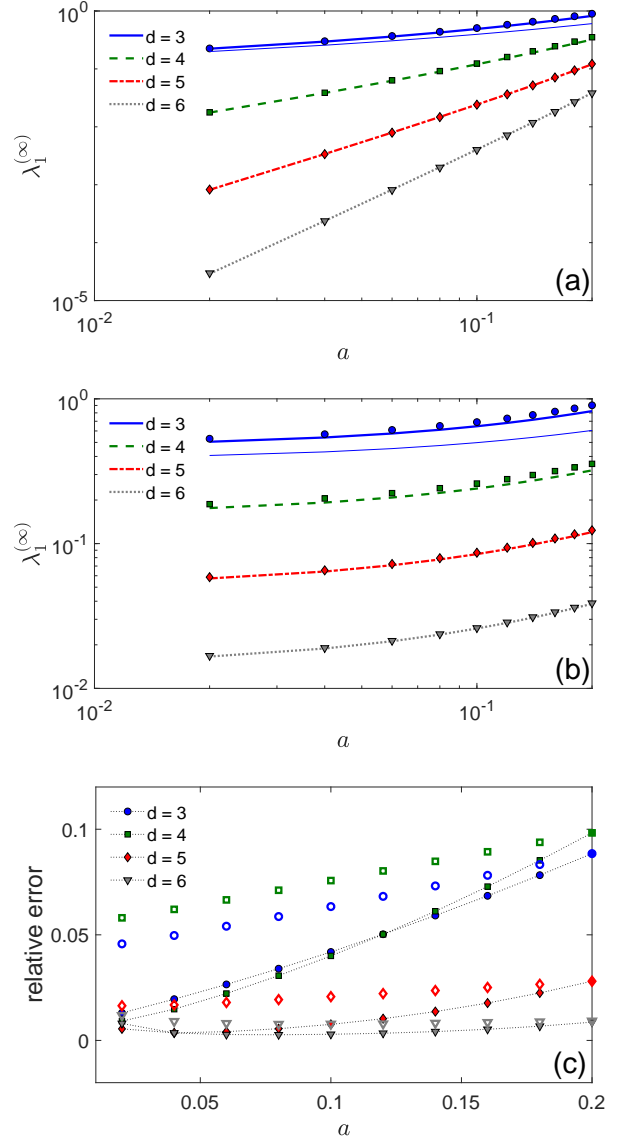 10^0
λ_1^(∞)
d = 3
d = 4
d = 5
d = 6
(a)
10^-5
10^-2
10^-1
a
10^0
λ_1^(∞)
d = 3
d = 4
d = 5
d = 6
10^-1
(b)
10^-2
10^-2
10^-1
a
relative error
d = 3
d = 4
d = 5
d = 6
0.1
0.05
0
(c)
0.05
0.1
0.15
0.2
a